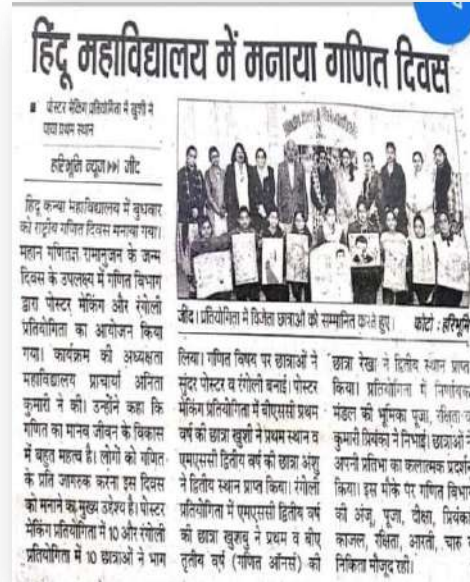 हिंदू महाविद्यालय में मनाया गणित दिवस
■ पोस्टर मेकिंग प्रतियोगिता में खुशी ने
पाया प्रथम स्थान
हरिभूमि न्यूज ▸▸ जींद
हिंदू कन्या महाविद्यालय में बुधवार
को राष्ट्रीय गणित दिवस मनाया गया।
महान गणितज्ञ रामानुजन के जन्म
दिवस के उपलक्ष्य में गणित विभाग
द्वारा पोस्टर मेकिंग और रंगोली
प्रतियोगिता का आयोजन किया
गया। कार्यक्रम की अध्यक्षता
महाविद्यालय प्राचार्या अनिता
कुमारी ने की। उन्होंने कहा कि
गणित का मानव जीवन के विकास
में बहुत महत्व है। लोगों को गणित
के प्रति जागरुक करना इस दिवस
को मनाने का मुख्य उद्देश्य है। पोस्टर
मेकिंग प्रतियोगिता में 10 और रंगोली
प्रतियोगिता में 10 छात्राओं ने भाग
जींद। प्रतियोगिता में विजेता छात्राओं को सम्मानित करते हुए। फोटो : हरिभूमि
लिया। गणित विषय पर छात्राओं ने
सुंदर पोस्टर व रंगोली बनाई। पोस्टर
मेकिंग प्रतियोगिता में बीएससी प्रथम
वर्ष की छात्रा खुशी ने प्रथम स्थान व
एमएससी द्वितीय वर्ष की छात्रा अंशु
ने द्वितीय स्थान प्राप्त किया। रंगोली
प्रतियोगिता में एमएससी द्वितीय वर्ष
की छात्रा खुशबु ने प्रथम व बीए
तृतीय वर्ष (गणित ऑनर्स) की
छात्रा रेखा ने द्वितीय स्थान प्राप्त
किया। प्रतियोगिता में निर्णायक
मंडल की भूमिका पूजा, रक्षिता व
कुमारी प्रियंका ने निभाई। छात्राओं ने
अपनी प्रतिभा का कलात्मक प्रदर्शन
किया। इस मौके पर गणित विभाग
की अंजू, पूजा, दीक्षा, प्रियंका
काजल, रक्षिता, आरती, चारु
निकिता मौजूद रही।